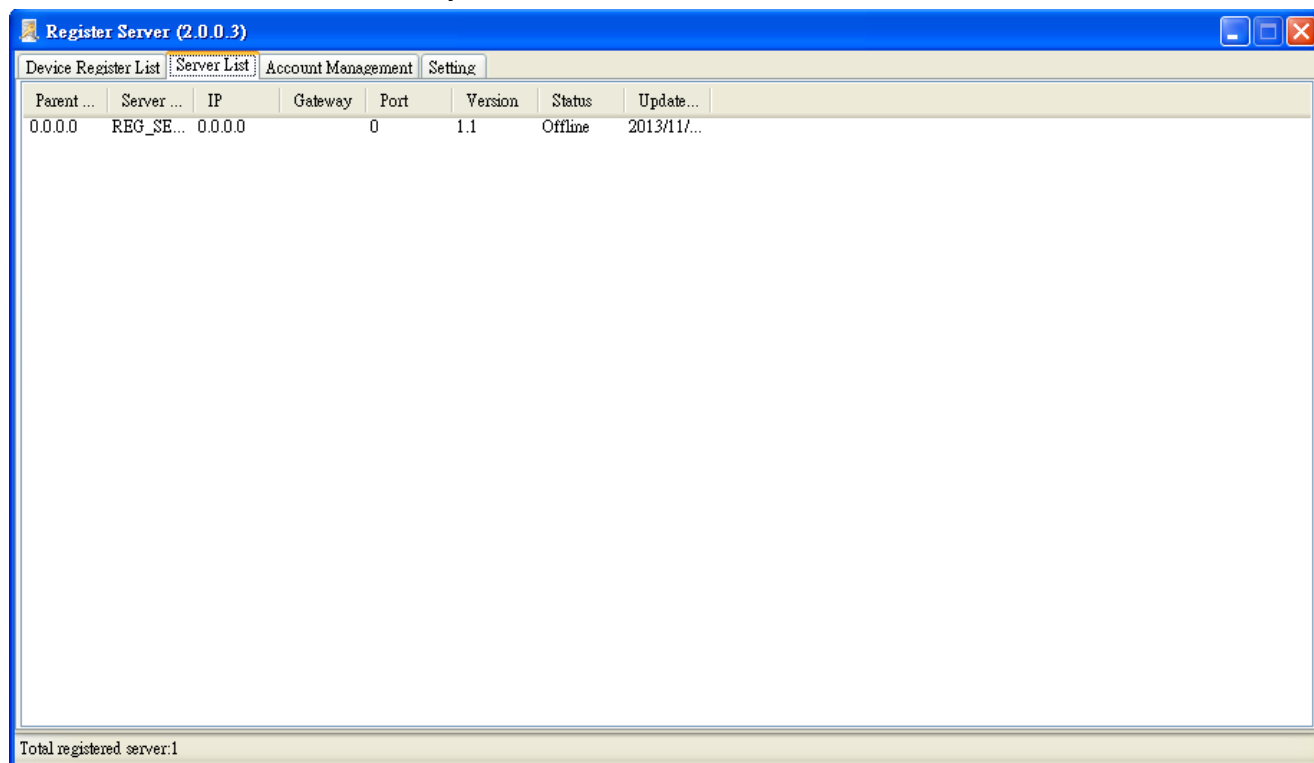 Register Server (2.0.0.3)
Device Register List Server List Account Management Setting
Parent ... Server ... IP Gateway Port Version Status Update...
0.0.0.0 REG_SE... 0.0.0.0 0 1.1 Offline 2013/11/...
Total registered server:1